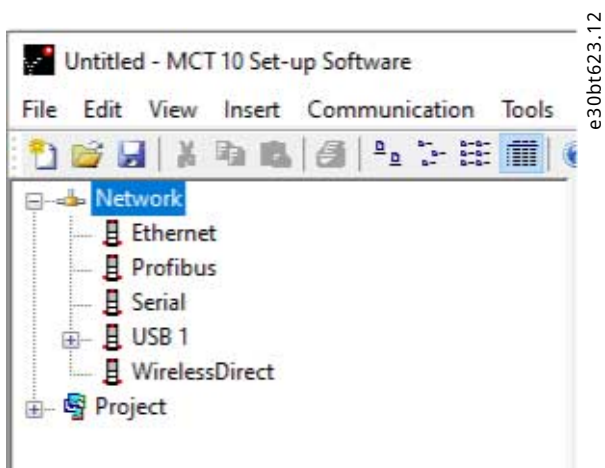 Untitled - MCT 10 Set-up Software
File Edit View Insert Communication Tools
Network
Ethernet
Profibus
Serial
USB 1
WirelessDirect
Project
e30bt623.12